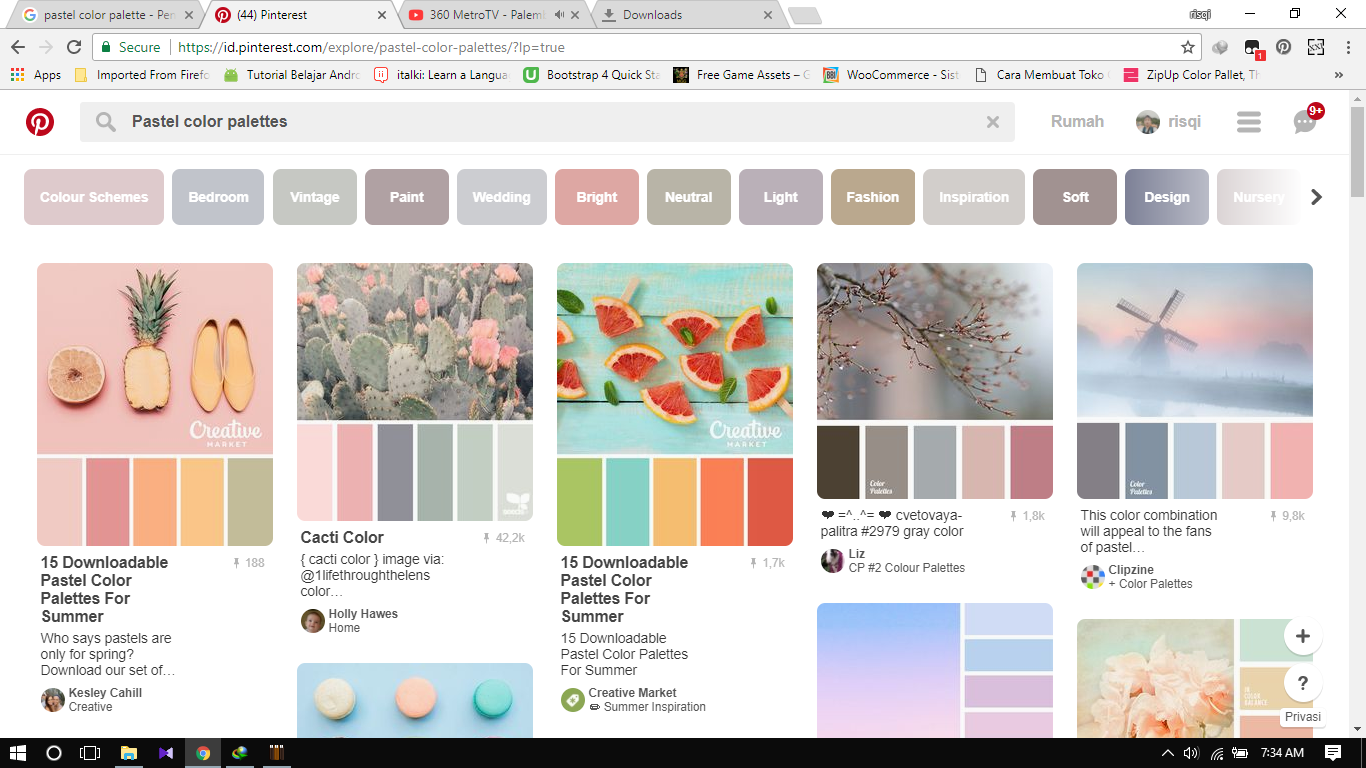 pastel color palette - Pe
(44) Pinterest
360 MetroTV - Palem
Downloads
risqi
Secure
https://id.pinterest.com/explore/pastel-color-palettes/?lp=true
1
Apps
Imported From Firef
Tutorial Belajar Andr
italki: Learn a Langua
Bootstrap 4 Quick St
Free Game Assets –
WooCommerce - Sis
Cara Membuat Toko
ZipUp Color Pallet, T
Pastel color palettes
Rumah
risqi
9+
Colour Schemes
Bedroom
Vintage
Paint
Wedding
Bright
Neutral
Light
Fashion
Inspiration
Soft
Design
Nursery
Creative
MARKET
15 Downloadable
Pastel Color
Palettes For
Summer
188
Who says pastels are
only for spring?
Download our set of…
Kesley Cahill
Creative
Cacti Color
42,2k
{ cacti color } image via:
@1lifethroughthelens
color…
Holly Hawes
Home
Creative
MARKET
15 Downloadable
Pastel Color
Palettes For
Summer
1,7k
15 Downloadable
Pastel Color Palettes
For Summer
Creative Market
✏ Summer Inspiration
Color
Palettes
❤ =^..^= ❤ cvetovaya-
palitra #2979 gray color
1,8k
Liz
CP #2 Colour Palettes
Color
Palettes
This color combination
will appeal to the fans
of pastel…
9,8k
Clipzine
+ Color Palettes
COLOR
BALANCE
+
?
Privasi
7:34 AM